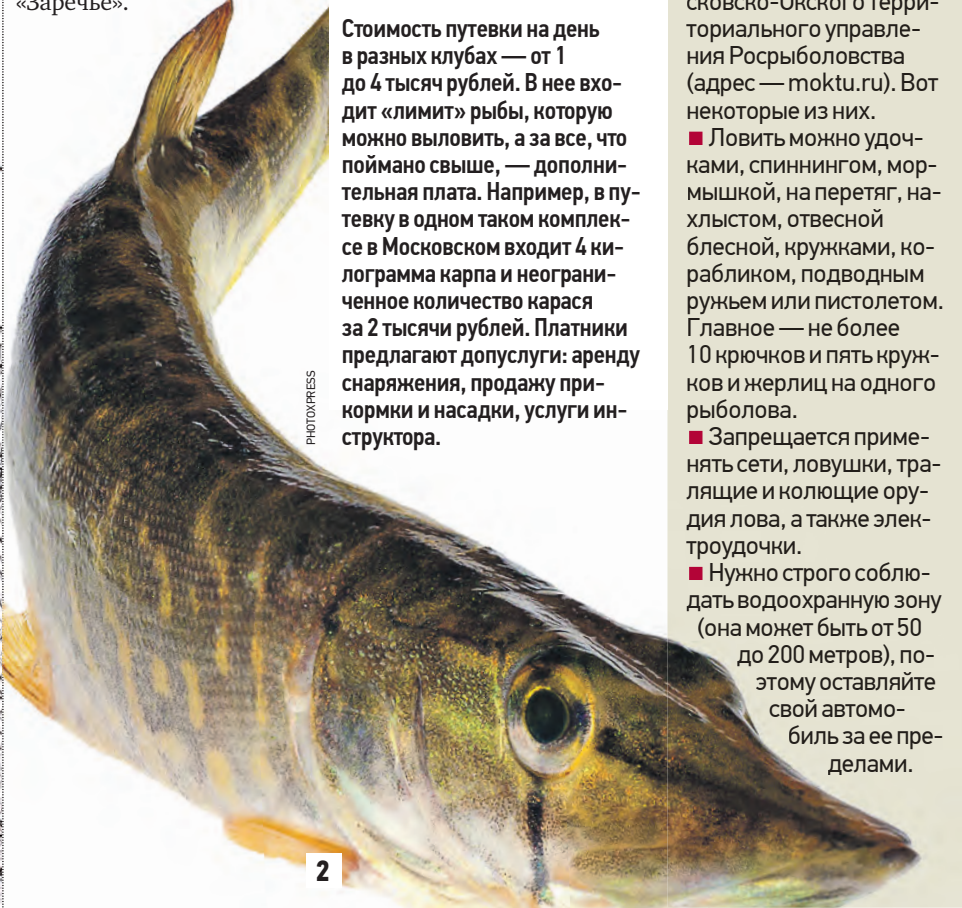 «Заречье».
Стоимость путевки на день
в разных клубах — от 1
до 4 тысяч рублей. В нее вхо-
дит «лимит» рыбы, которую
можно выловить, а за все, что
поймано свыше, — дополни-
тельная плата. Например, в пу-
тевку в одном таком комплек-
се в Московском входит 4 ки-
лограмма карпа и неограни-
ченное количество карася
за 2 тысячи рублей. Платники
предлагают допуслуги: аренду
снаряжения, продажу при-
кормки и насадки, услуги ин-
структора.
PHOTOXPRESS
2
сковско-Окского терри-
ториального управле-
ния Росрыболовства
(адрес — moktu.ru). Вот
некоторые из них.
■ Ловить можно удоч-
ками, спиннингом, мор-
мышкой, на перетяг, на-
хлыстом, отвесной
блесной, кружками, ко-
рабликом, подводным
ружьем или пистолетом.
Главное — не более
10 крючков и пять круж-
ков и жерлиц на одного
рыболова.
■ Запрещается приме-
нять сети, ловушки, тра-
лящие и колющие ору-
дия лова, а также элек-
троудочки.
■ Нужно строго соблю-
дать водоохранную зону
(она может быть от 50
до 200 метров), по-
этому оставляйте
свой автомо-
биль за ее пре-
делами.